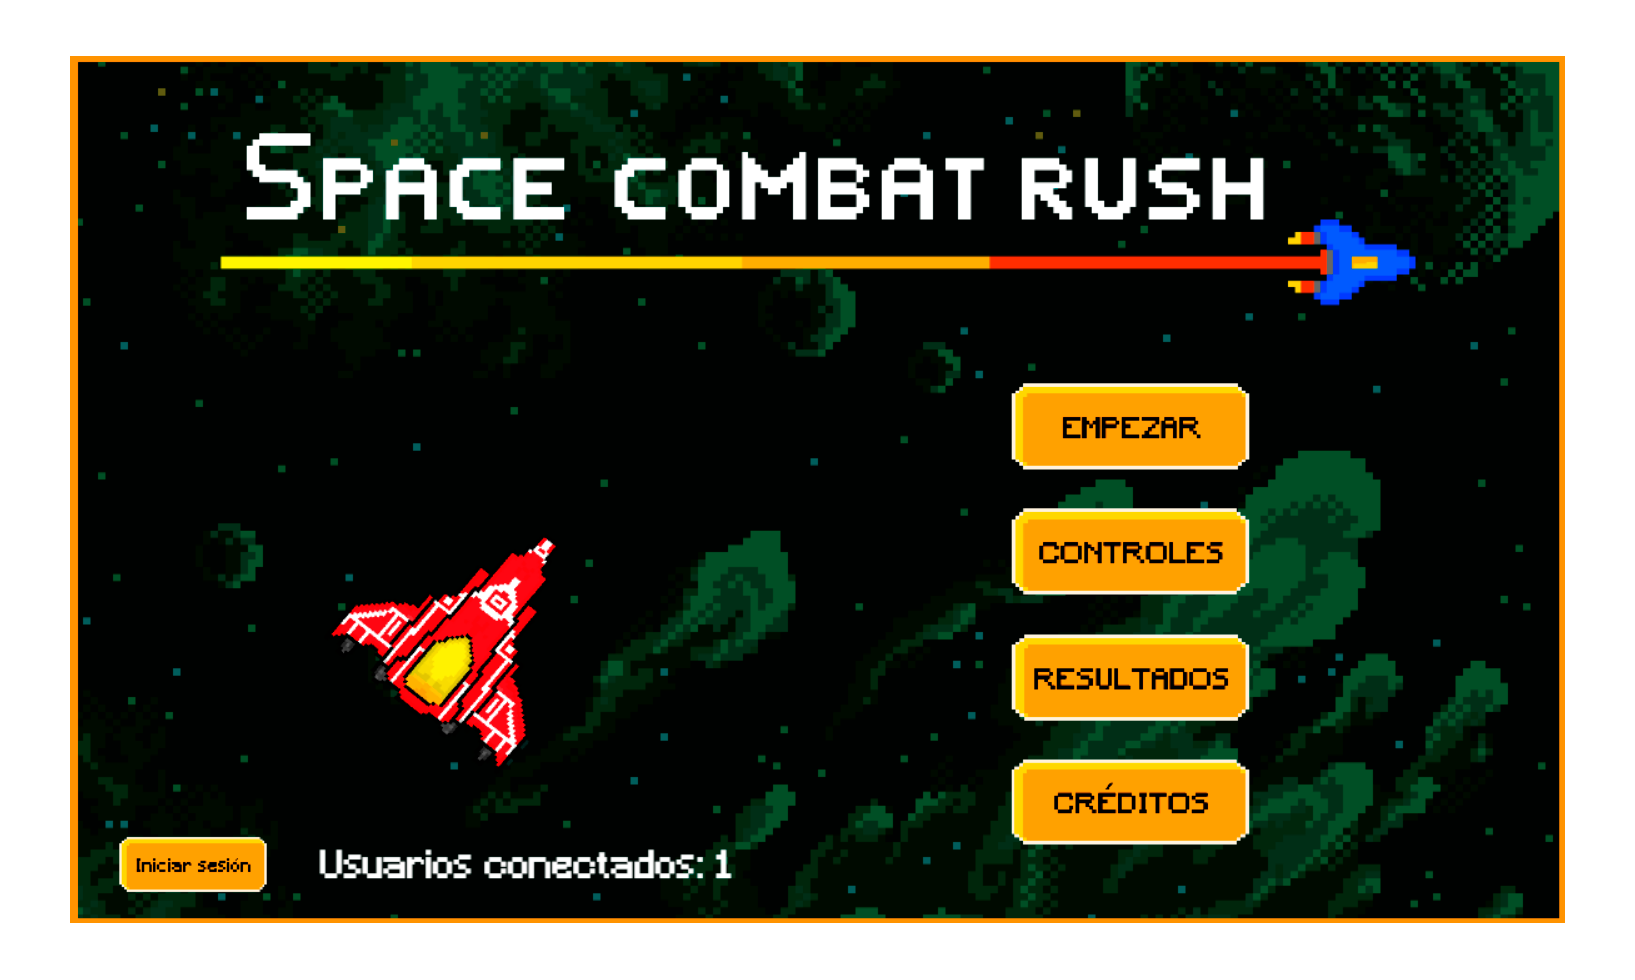 SPACE COMBAT RUSH
EMPEZAR
CONTROLES
RESULTADOS
CRÉDITOS
Iniciar sesión
Usuarios conectados: 1